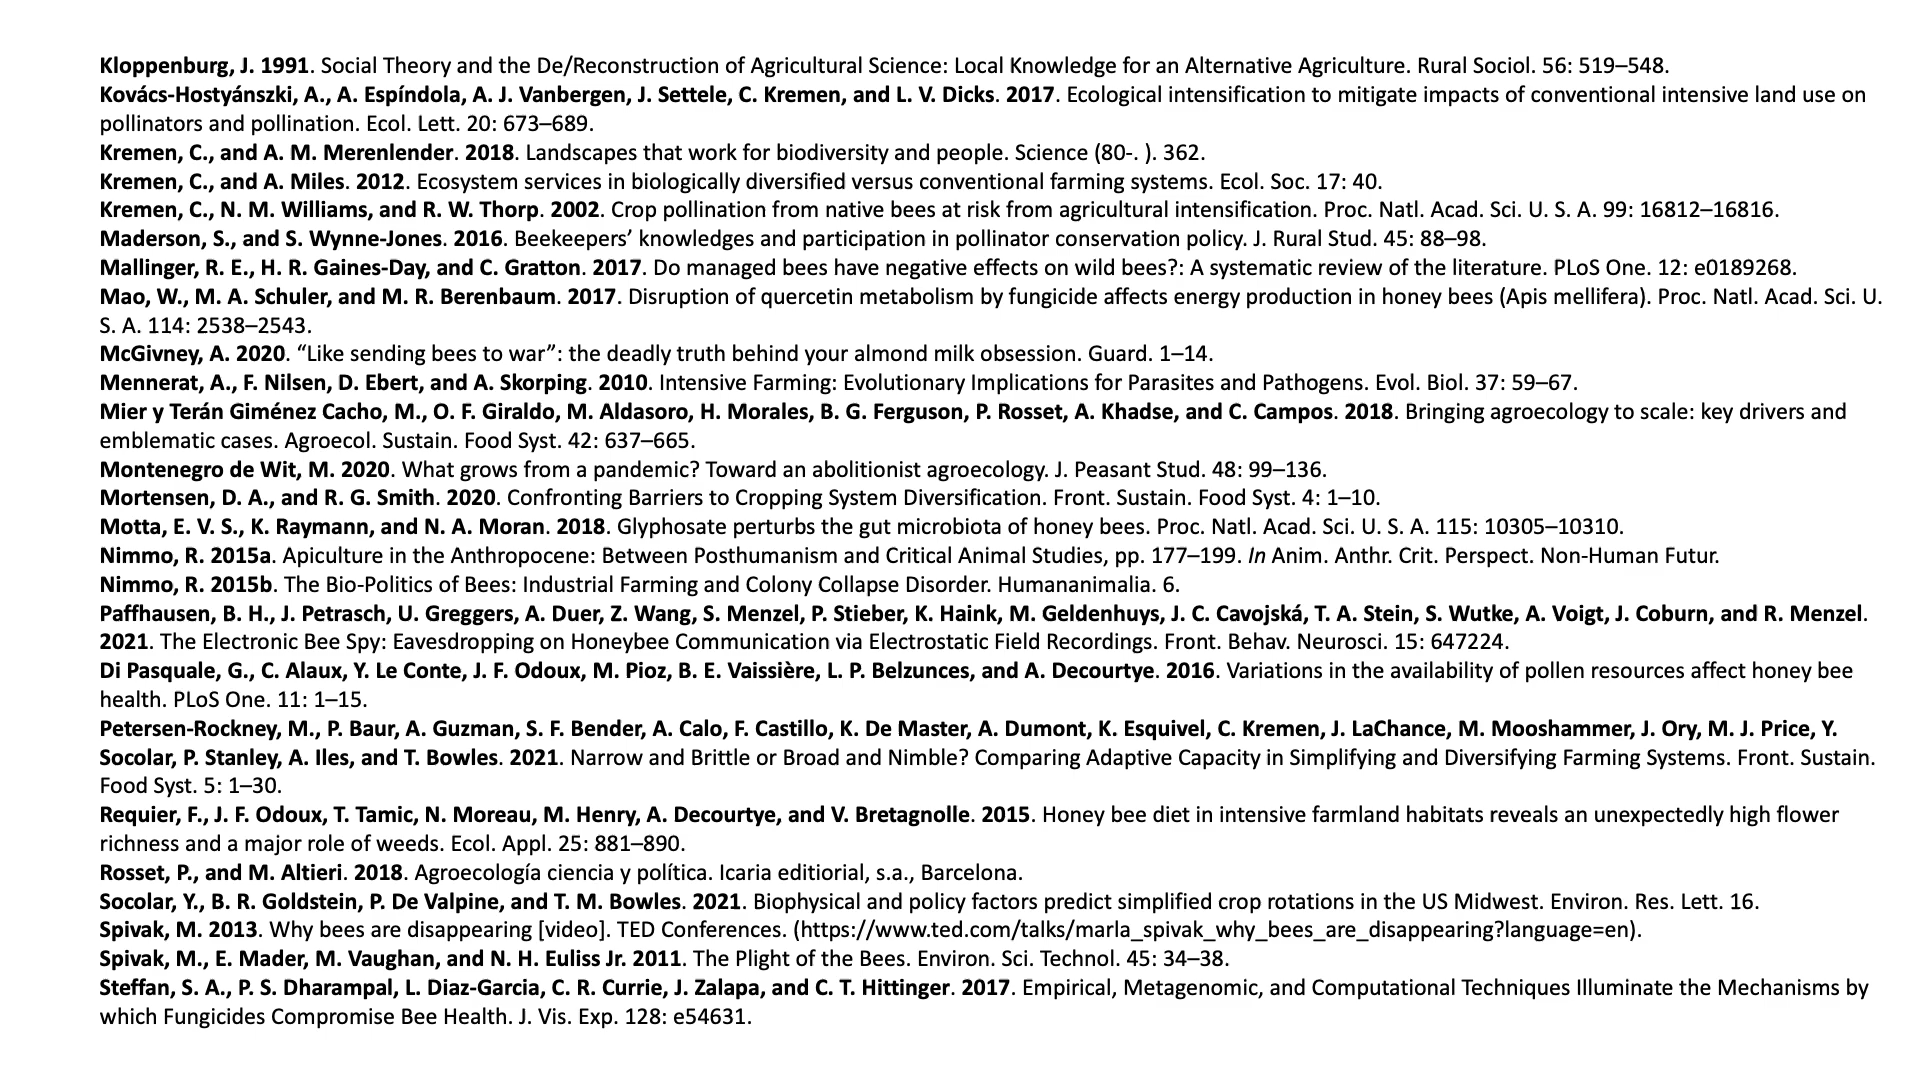 Kloppenburg, J. 1991. Social Theory and the De/Reconstruction of Agricultural Science: Local Knowledge for an Alternative Agriculture. Rural Sociol. 56: 519–548.
Kovács-Hostyánszki, A., A. Espíndola, A. J. Vanbergen, J. Settele, C. Kremen, and L. V. Dicks. 2017. Ecological intensification to mitigate impacts of conventional intensive land use on
pollinators and pollination. Ecol. Lett. 20: 673–689.
Kremen, C., and A. M. Merenlender. 2018. Landscapes that work for biodiversity and people. Science (80-. ). 362.
Kremen, C., and A. Miles. 2012. Ecosystem services in biologically diversified versus conventional farming systems. Ecol. Soc. 17: 40.
Kremen, C., N. M. Williams, and R. W. Thorp. 2002. Crop pollination from native bees at risk from agricultural intensification. Proc. Natl. Acad. Sci. U. S. A. 99: 16812–16816.
Maderson, S., and S. Wynne-Jones. 2016. Beekeepers’ knowledges and participation in pollinator conservation policy. J. Rural Stud. 45: 88–98.
Mallinger, R. E., H. R. Gaines-Day, and C. Gratton. 2017. Do managed bees have negative effects on wild bees?: A systematic review of the literature. PLoS One. 12: e0189268.
Mao, W., M. A. Schuler, and M. R. Berenbaum. 2017. Disruption of quercetin metabolism by fungicide affects energy production in honey bees (Apis mellifera). Proc. Natl. Acad. Sci. U.
S. A. 114: 2538–2543.
McGivney, A. 2020. “Like sending bees to war”: the deadly truth behind your almond milk obsession. Guard. 1–14.
Mennerat, A., F. Nilsen, D. Ebert, and A. Skorping. 2010. Intensive Farming: Evolutionary Implications for Parasites and Pathogens. Evol. Biol. 37: 59–67.
Mier y Terán Giménez Cacho, M., O. F. Giraldo, M. Aldasoro, H. Morales, B. G. Ferguson, P. Rosset, A. Khadse, and C. Campos. 2018. Bringing agroecology to scale: key drivers and
emblematic cases. Agroecol. Sustain. Food Syst. 42: 637–665.
Montenegro de Wit, M. 2020. What grows from a pandemic? Toward an abolitionist agroecology. J. Peasant Stud. 48: 99–136.
Mortensen, D. A., and R. G. Smith. 2020. Confronting Barriers to Cropping System Diversification. Front. Sustain. Food Syst. 4: 1–10.
Motta, E. V. S., K. Raymann, and N. A. Moran. 2018. Glyphosate perturbs the gut microbiota of honey bees. Proc. Natl. Acad. Sci. U. S. A. 115: 10305–10310.
Nimmo, R. 2015a. Apiculture in the Anthropocene: Between Posthumanism and Critical Animal Studies, pp. 177–199. In Anim. Anthr. Crit. Perspect. Non-Human Futur.
Nimmo, R. 2015b. The Bio-Politics of Bees: Industrial Farming and Colony Collapse Disorder. Humananimalia. 6.
Paffhausen, B. H., J. Petrasch, U. Greggers, A. Duer, Z. Wang, S. Menzel, P. Stieber, K. Haink, M. Geldenhuys, J. C. Cavojská, T. A. Stein, S. Wutke, A. Voigt, J. Coburn, and R. Menzel.
2021. The Electronic Bee Spy: Eavesdropping on Honeybee Communication via Electrostatic Field Recordings. Front. Behav. Neurosci. 15: 647224.
Di Pasquale, G., C. Alaux, Y. Le Conte, J. F. Odoux, M. Pioz, B. E. Vaissière, L. P. Belzunces, and A. Decourtye. 2016. Variations in the availability of pollen resources affect honey bee
health. PLoS One. 11: 1–15.
Petersen-Rockney, M., P. Baur, A. Guzman, S. F. Bender, A. Calo, F. Castillo, K. De Master, A. Dumont, K. Esquivel, C. Kremen, J. LaChance, M. Mooshammer, J. Ory, M. J. Price, Y.
Socolar, P. Stanley, A. Iles, and T. Bowles. 2021. Narrow and Brittle or Broad and Nimble? Comparing Adaptive Capacity in Simplifying and Diversifying Farming Systems. Front. Sustain.
Food Syst. 5: 1–30.
Requier, F., J. F. Odoux, T. Tamic, N. Moreau, M. Henry, A. Decourtye, and V. Bretagnolle. 2015. Honey bee diet in intensive farmland habitats reveals an unexpectedly high flower
richness and a major role of weeds. Ecol. Appl. 25: 881–890.
Rosset, P., and M. Altieri. 2018. Agroecología ciencia y política. Icaria editiorial, s.a., Barcelona.
Socolar, Y., B. R. Goldstein, P. De Valpine, and T. M. Bowles. 2021. Biophysical and policy factors predict simplified crop rotations in the US Midwest. Environ. Res. Lett. 16.
Spivak, M. 2013. Why bees are disappearing [video]. TED Conferences. (https://www.ted.com/talks/marla_spivak_why_bees_are_disappearing?language=en).
Spivak, M., E. Mader, M. Vaughan, and N. H. Euliss Jr. 2011. The Plight of the Bees. Environ. Sci. Technol. 45: 34–38.
Steffan, S. A., P. S. Dharampal, L. Diaz-Garcia, C. R. Currie, J. Zalapa, and C. T. Hittinger. 2017. Empirical, Metagenomic, and Computational Techniques Illuminate the Mechanisms by
which Fungicides Compromise Bee Health. J. Vis. Exp. 128: e54631.